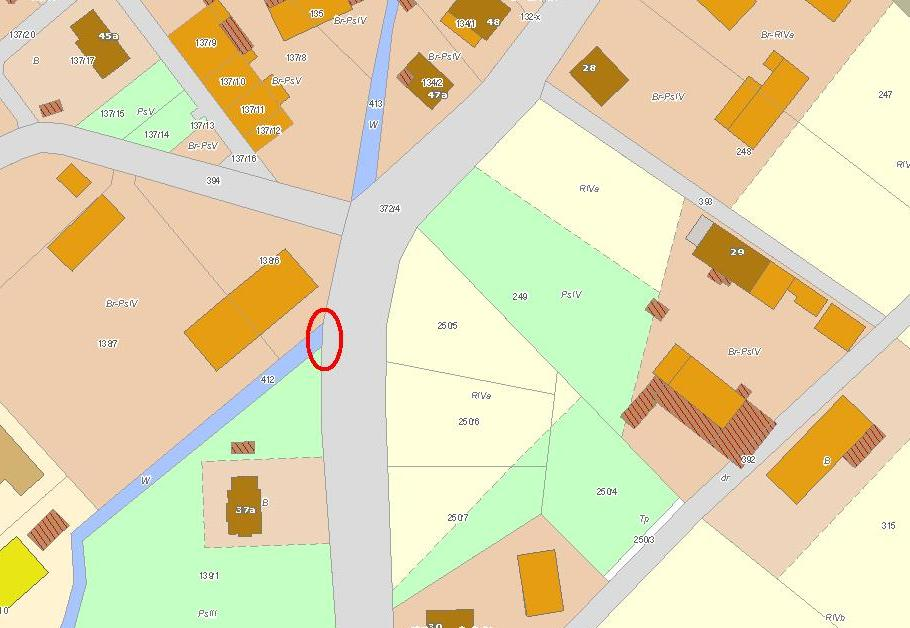 135
Br-PsIV
134/1
48
132-x
137/20
45a
137/9
B
137/17
137/8
Br-PsIV
Br-RIVa
28
137/10
Br-PsV
134/2
47a
Br-PsIV
247
413
137/11
137/15
PsV
W
137/12
137/13
137/14
Br-PsV
137/16
248
394
RIVa
393
372/4
29
138/6
249
PsIV
Br-PsIV
250/5
138/7
Br-PsIV
412
RIVa
250/6
392
B
W
dr
37a
B
250/4
250/7
Tp
315
250/3
139/1
PsIII
RIVb